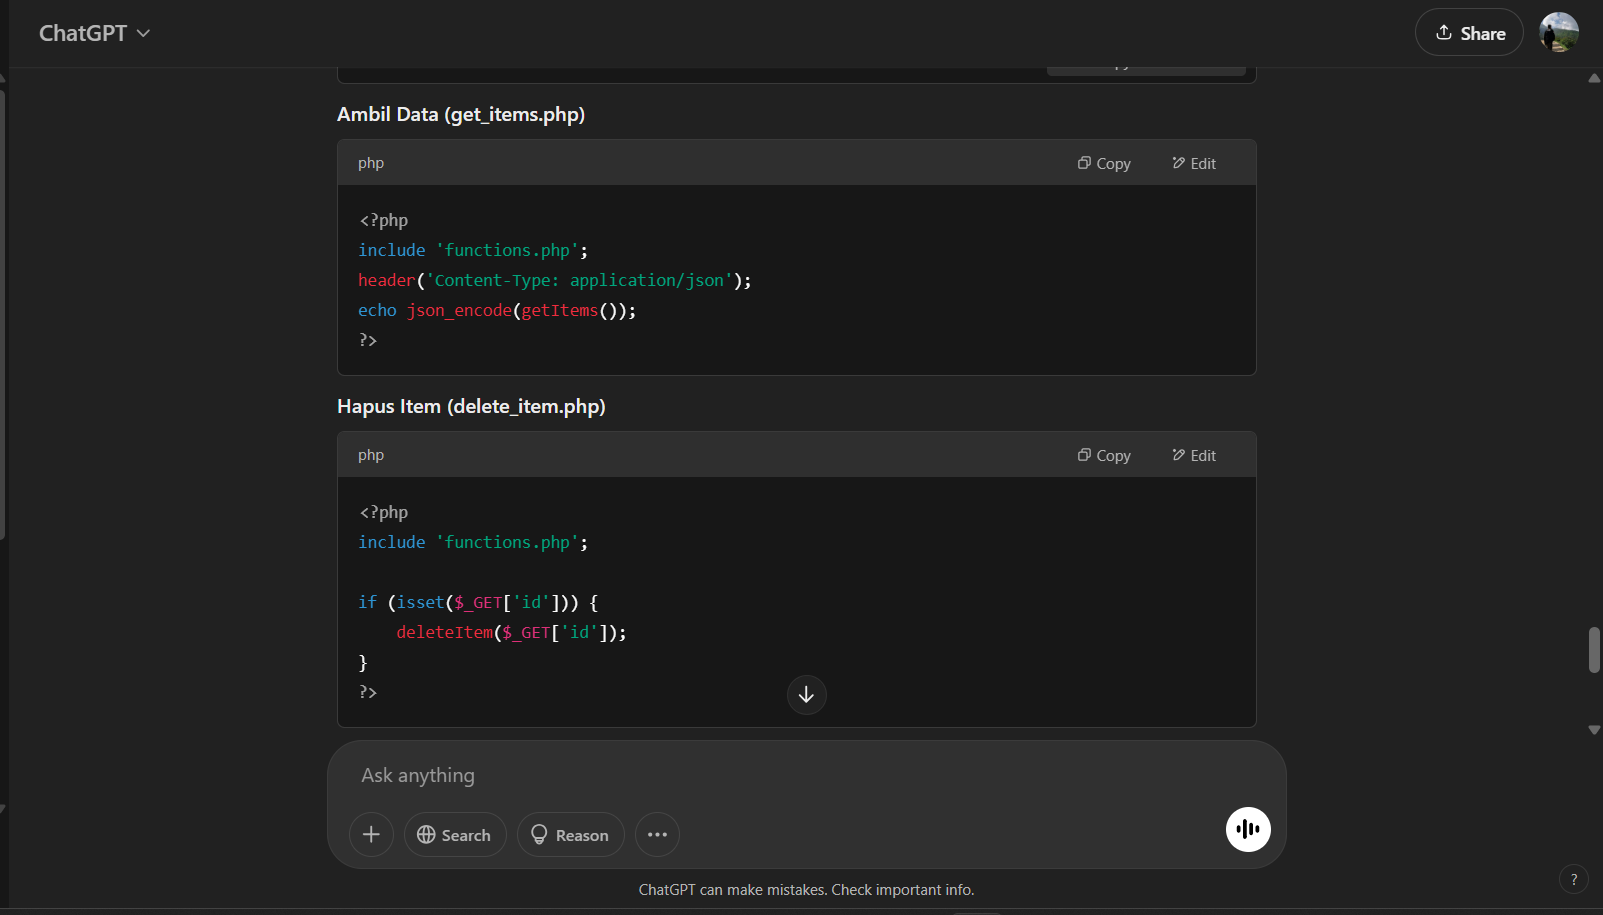 ChatGPT
Share
Ambil Data (get_items.php)
php
Copy
Edit
<?php
include 'functions.php';
header('Content-Type: application/json');
echo json_encode(getItems());
?>
Hapus Item (delete_item.php)
php
Copy
Edit
<?php
include 'functions.php';
if (isset($_GET['id'])) {
deleteItem($_GET['id']);
}
?>
Ask anything
Search
Reason
ChatGPT can make mistakes. Check important info.
?